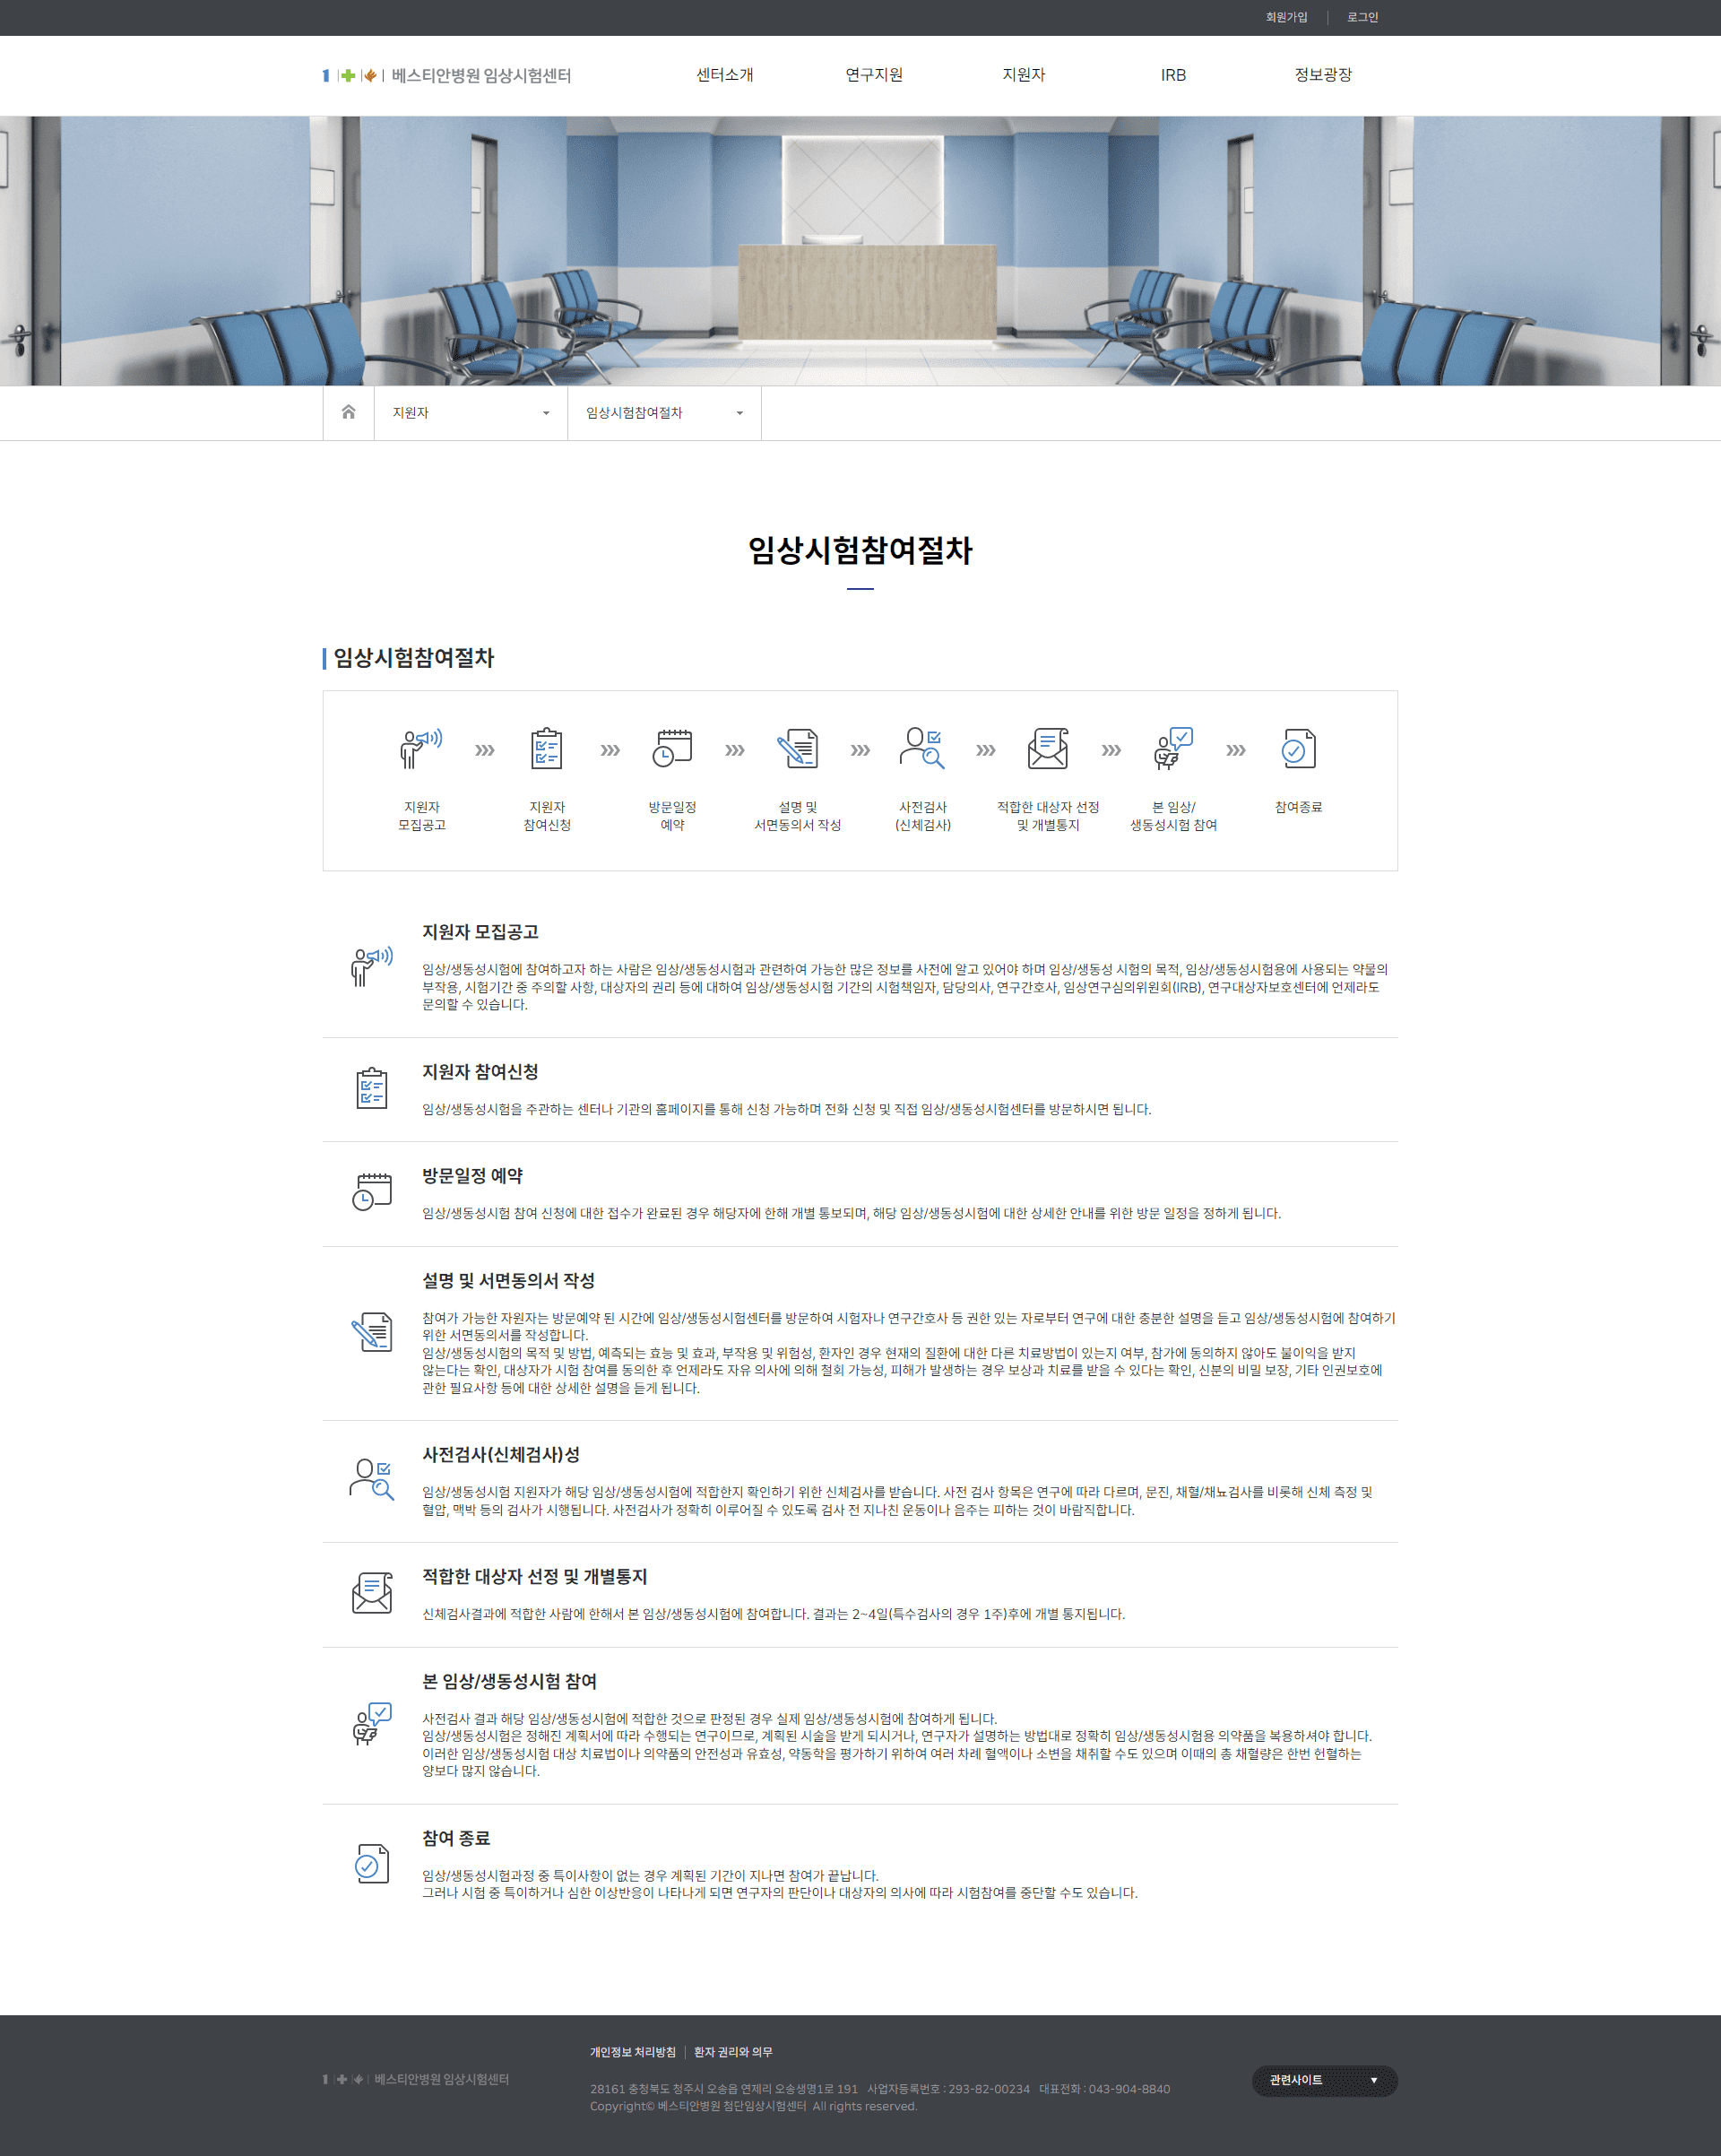 회원가입
로그인
베스티안병원 임상시험센터
센터소개
연구지원
지원자
IRB
정보광장
지원자
임상시험참여절차
임상시험참여절차
임상시험참여절차
지원자
모집공고
지원자
참여신청
방문일정
예약
설명 및
서면동의서 작성
사전검사
(신체검사)
적합한 대상자 선정
및 개별통지
본 임상/
생동성시험 참여
참여종료
지원자 모집공고
임상/생동성시험에 참여하고자 하는 사람은 임상/생동성시험과 관련하여 가능한 많은 정보를 사전에 알고 있어야 하며 임상/생동성 시험의 목적, 임상/생동성시험용에 사용되는 약물의
부작용, 시험기간 중 주의할 사항, 대상자의 권리 등에 대하여 임상/생동성시험 기간의 시험책임자, 담당의사, 연구간호사, 임상연구심의위원회(IRB), 연구대상자보호센터에 언제라도
문의할 수 있습니다.
지원자 참여신청
임상/생동성시험을 주관하는 센터나 기관의 홈페이지를 통해 신청 가능하며 전화 신청 및 직접 임상/생동성시험센터를 방문하시면 됩니다.
방문일정 예약
임상/생동성시험 참여 신청에 대한 접수가 완료된 경우 해당자에 한해 개별 통보되며, 해당 임상/생동성시험에 대한 상세한 안내를 위한 방문 일정을 정하게 됩니다.
설명 및 서면동의서 작성
참여가 가능한 자원자는 방문예약 된 시간에 임상/생동성시험센터를 방문하여 시험자나 연구간호사 등 권한 있는 자로부터 연구에 대한 충분한 설명을 듣고 임상/생동성시험에 참여하기
위한 서면동의서를 작성합니다.
임상/생동성시험의 목적 및 방법, 예측되는 효능 및 효과, 부작용 및 위험성, 환자인 경우 현재의 질환에 대한 다른 치료방법이 있는지 여부, 참가에 동의하지 않아도 불이익을 받지
않는다는 확인, 대상자가 시험 참여를 동의한 후 언제라도 자유 의사에 의해 철회 가능성, 피해가 발생하는 경우 보상과 치료를 받을 수 있다는 확인, 신분의 비밀 보장, 기타 인권보호에
관한 필요사항 등에 대한 상세한 설명을 듣게 됩니다.
사전검사(신체검사)성
임상/생동성시험 지원자가 해당 임상/생동성시험에 적합한지 확인하기 위한 신체검사를 받습니다. 사전 검사 항목은 연구에 따라 다르며, 문진, 채혈/채뇨검사를 비롯해 신체 측정 및
혈압, 맥박 등의 검사가 시행됩니다. 사전검사가 정확히 이루어질 수 있도록 검사 전 지나친 운동이나 음주는 피하는 것이 바람직합니다.
적합한 대상자 선정 및 개별통지
신체검사결과에 적합한 사람에 한해서 본 임상/생동성시험에 참여합니다. 결과는 2~4일(특수검사의 경우 1주)후에 개별 통지됩니다.
본 임상/생동성시험 참여
사전검사 결과 해당 임상/생동성시험에 적합한 것으로 판정된 경우 실제 임상/생동성시험에 참여하게 됩니다.
임상/생동성시험은 정해진 계획서에 따라 수행되는 연구이므로, 계획된 시술을 받게 되시거나, 연구자가 설명하는 방법대로 정확히 임상/생동성시험용 의약품을 복용하셔야 합니다.
이러한 임상/생동성시험 대상 치료법이나 의약품의 안전성과 유효성, 약동학을 평가하기 위하여 여러 차례 혈액이나 소변을 채취할 수도 있으며 이때의 총 채혈량은 한번 헌혈하는
양보다 많지 않습니다.
참여 종료
임상/생동성시험과정 중 특이사항이 없는 경우 계획된 기간이 지나면 참여가 끝납니다.
그러나 시험 중 특이하거나 심한 이상반응이 나타나게 되면 연구자의 판단이나 대상자의 의사에 따라 시험참여를 중단할 수도 있습니다.
개인정보 처리방침
환자 권리와 의무
베스티안병원 임상시험센터
28161 충청북도 청주시 오송읍 연제리 오송생명1로 191 사업자등록번호 : 293-82-00234 대표전화 : 043-904-8840
Copyright© 베스티안병원 첨단임상시험센터 All rights reserved.
관련사이트